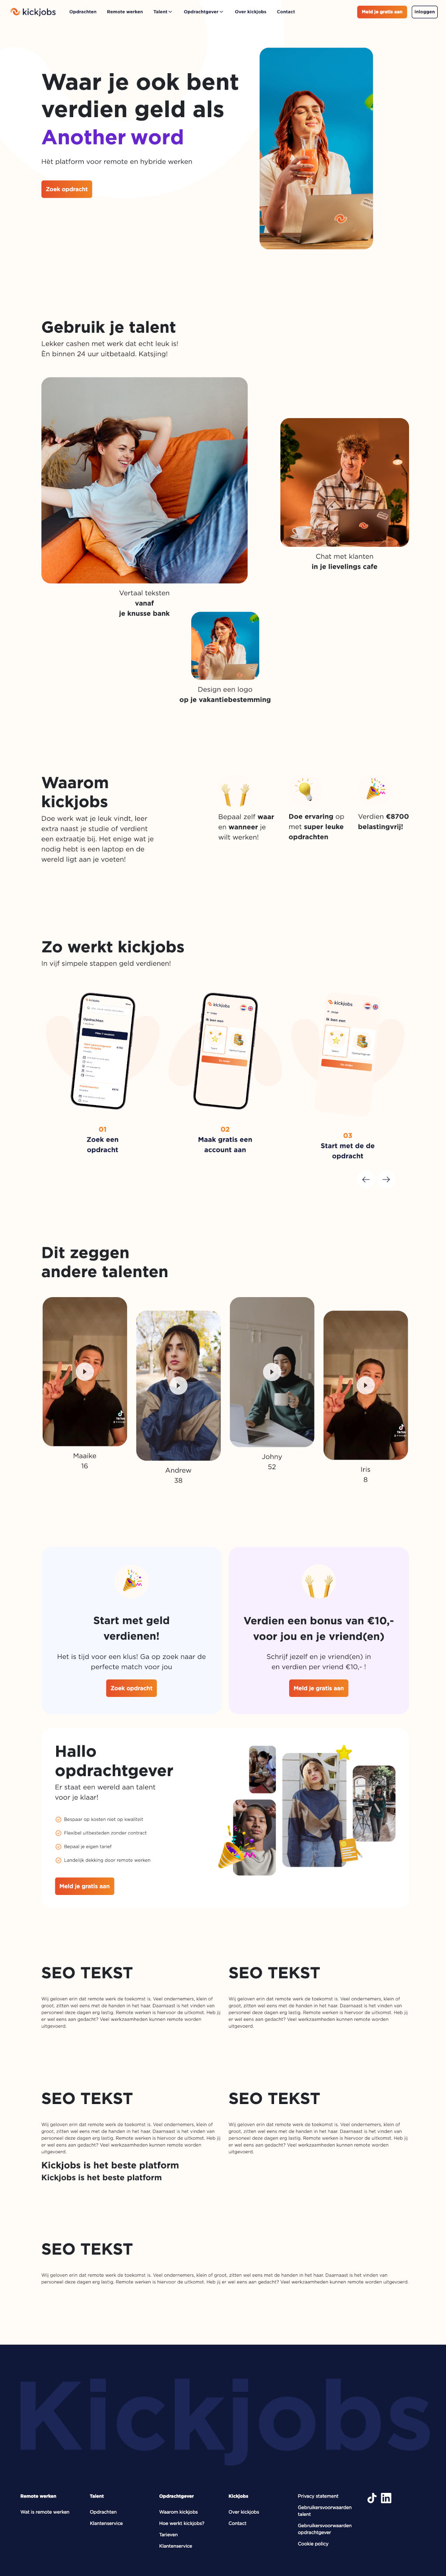 kickjobs
Opdrachten Remote werken Talent Opdrachtgever Over kickjobs Contact
Meld je gratis aan
Inloggen
Waar je ook bent
verdien geld als
Another word
Hèt platform voor remote en hybride werken
Zoek opdracht
Gebruik je talent
Lekker cashen met werk dat echt leuk is!
En binnen 24 uur uitbetaald. Katsjing!
Chat met klanten
in je lievelings cafe
Vertaal teksten
vanaf
je knusse bank
Design een logo
op je vakantiebestemming
Waarom
kickjobs
Doe werk wat je leuk vindt, leer
extra naast je studie of verdient
een extraatje bij. Het enige wat je
nodig hebt is een laptop en de
wereld ligt aan je voeten!
Bepaal zelf waar
en wanneer je
wilt werken!
Doe ervaring op
met super leuke
opdrachten
Verdien €8700
belastingvrij!
Zo werkt kickjobs
In vijf simpele stappen geld verdienen!
kickjobs
Opdrachten
kickjobs
Ik ben een
kickjobs
Ik ben een
01
Zoek een
opdracht
02
Maak gratis een
account aan
03
Start met de de
opdracht
Dit zeggen
andere talenten
Maaike
16
Andrew
38
Johny
52
Iris
8
Start met geld
verdienen!
Het is tijd voor een klus! Ga op zoek naar de
perfecte match voor jou
Zoek opdracht
Verdien een bonus van €10,-
voor jou en je vriend(en)
Schrijf jezelf en je vriend(en) in
en verdien per vriend €10,- !
Meld je gratis aan
Hallo
opdrachtgever
Er staat een wereld aan talent
voor je klaar!
Bespaar op kosten niet op kwaliteit
Flexibel uitbesteden zonder contract
Bepaal je eigen tarief
Landelijk dekking door remote werken
Meld je gratis aan
SEO TEKST
Wij geloven erin dat remote werk de toekomst is. Veel ondernemers, klein of
groot, zitten wel eens met de handen in het haar. Daarnaast is het vinden van
personeel deze dagen erg lastig. Remote werken is hiervoor de uitkomst. Heb jij
er wel eens aan gedacht? Veel werkzaamheden kunnen remote worden
uitgevoerd.
SEO TEKST
Wij geloven erin dat remote werk de toekomst is. Veel ondernemers, klein of
groot, zitten wel eens met de handen in het haar. Daarnaast is het vinden van
personeel deze dagen erg lastig. Remote werken is hiervoor de uitkomst. Heb jij
er wel eens aan gedacht? Veel werkzaamheden kunnen remote worden
uitgevoerd.
SEO TEKST
Wij geloven erin dat remote werk de toekomst is. Veel ondernemers, klein of
groot, zitten wel eens met de handen in het haar. Daarnaast is het vinden van
personeel deze dagen erg lastig. Remote werken is hiervoor de uitkomst. Heb jij
er wel eens aan gedacht? Veel werkzaamheden kunnen remote worden
uitgevoerd.
Kickjobs is het beste platform
Kickjobs is het beste platform
SEO TEKST
Wij geloven erin dat remote werk de toekomst is. Veel ondernemers, klein of
groot, zitten wel eens met de handen in het haar. Daarnaast is het vinden van
personeel deze dagen erg lastig. Remote werken is hiervoor de uitkomst. Heb jij
er wel eens aan gedacht? Veel werkzaamheden kunnen remote worden
uitgevoerd.
SEO TEKST
Wij geloven erin dat remote werk de toekomst is. Veel ondernemers, klein of groot, zitten wel eens met de handen in het haar. Daarnaast is het vinden van
personeel deze dagen erg lastig. Remote werken is hiervoor de uitkomst. Heb jij er wel eens aan gedacht? Veel werkzaamheden kunnen remote worden uitgevoerd.
Kickjobs
Remote werken
Wat is remote werken
Talent
Opdrachten
Klantenservice
Opdrachtgever
Waarom kickjobs
Hoe werkt kickjobs?
Tarieven
Klantenservice
Kickjobs
Over kickjobs
Contact
Privacy statement
Gebruikersvoorwaarden
talent
Gebruikersvoorwaarden
opdrachtgever
Cookie policy